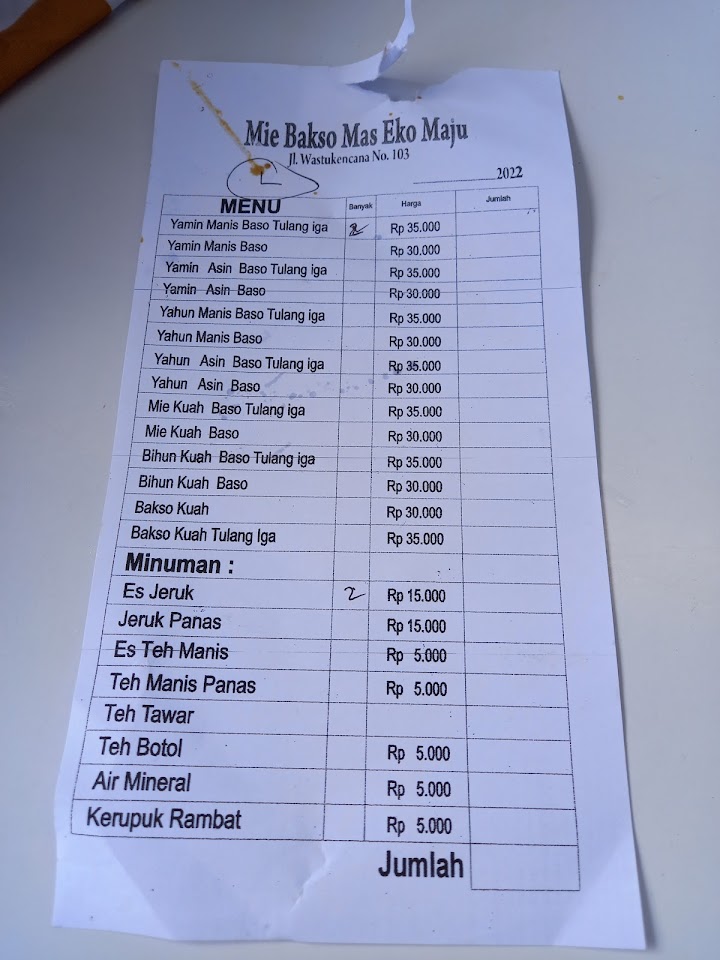 Mie Bakso Mas Eko Maju
Jl. Wastukencana No. 103
2022
MENU Banyak Harga Jumlah
Yamin Manis Baso Tulang iga 2 Rp 35.000
Yamin Manis Baso Rp 30.000
Yamin Asin Baso Tulang iga Rp 35.000
Yamin Asin Baso Rp 30.000
Yahun Manis Baso Tulang iga Rp 35.000
Yahun Manis Baso Rp 30.000
Yahun Asin Baso Tulang iga Rp 35.000
Yahun Asin Baso Rp 30.000
Mie Kuah Baso Tulang iga Rp 35.000
Mie Kuah Baso Rp 30.000
Bihun Kuah Baso Tulang iga Rp 35.000
Bihun Kuah Baso Rp 30.000
Bakso Kuah Rp 30.000
Bakso Kuah Tulang Iga Rp 35.000
Minuman :
Es Jeruk 2 Rp 15.000
Jeruk Panas Rp 15.000
Es Teh Manis Rp 5.000
Teh Manis Panas Rp 5.000
Teh Tawar
Teh Botol Rp 5.000
Air Mineral Rp 5.000
Kerupuk Rambat Rp 5.000
Jumlah